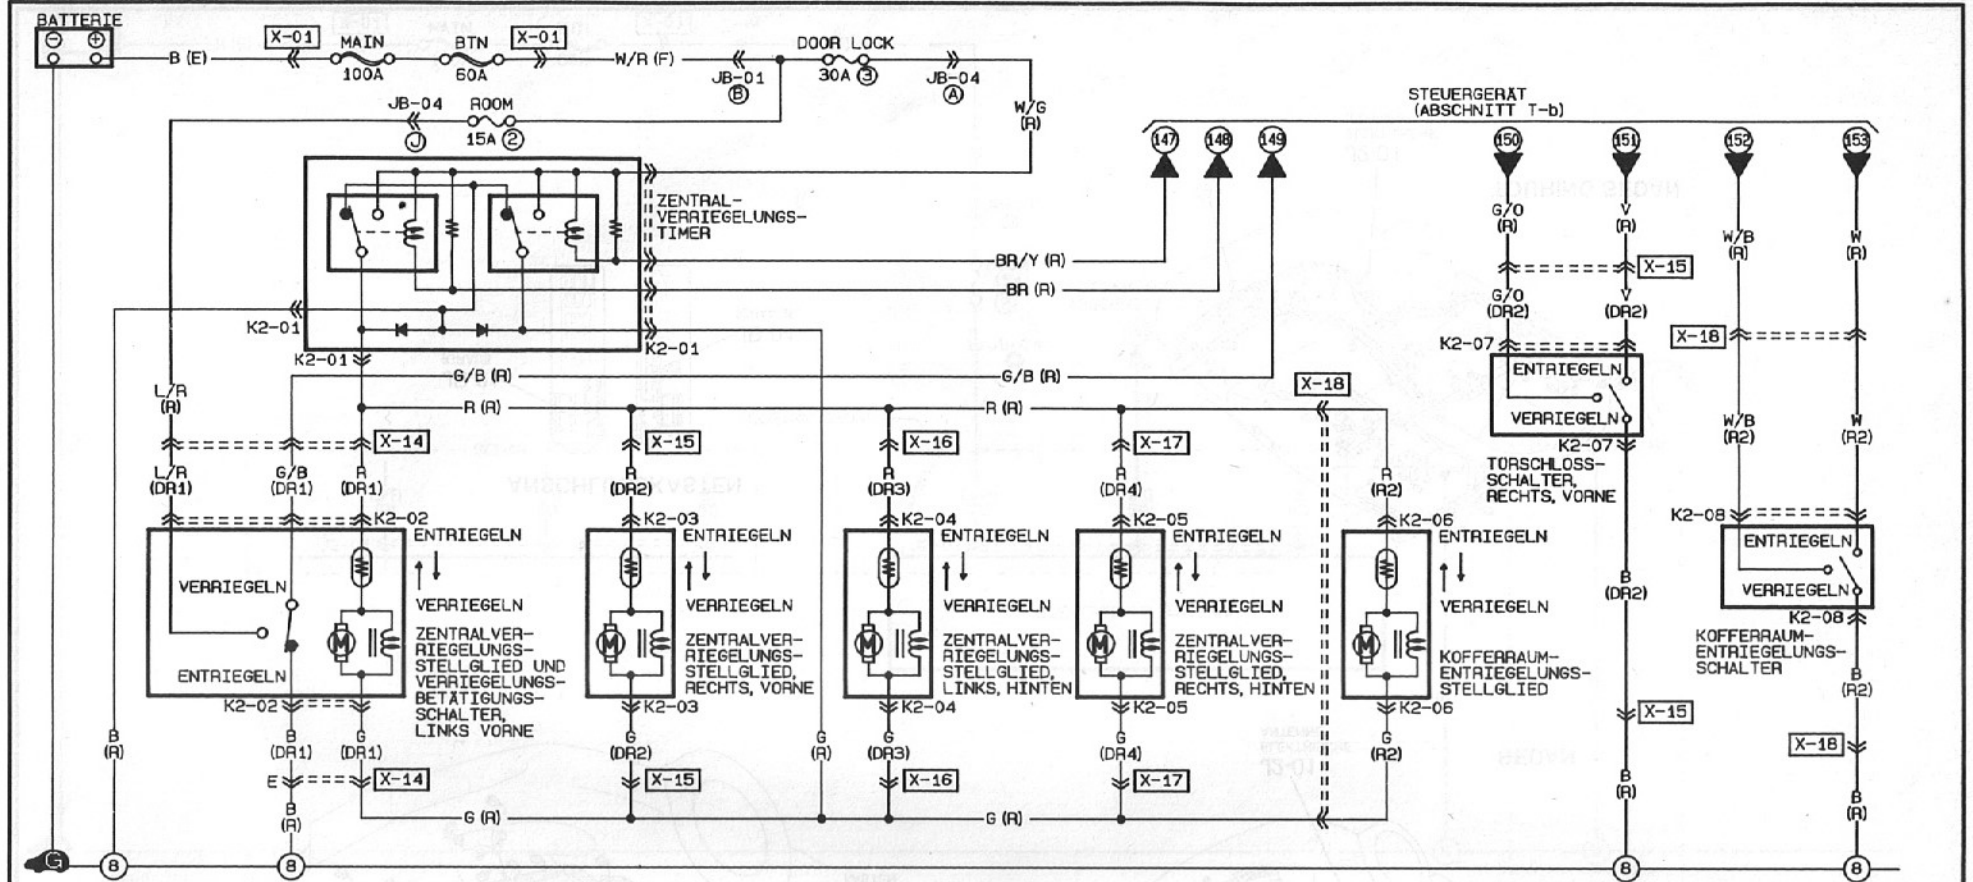 BATTERIE
⊖ ⊕
B (E)
X-01
MAIN
100A
BTN
60A
X-01
W/R (F)
JB-01
Ⓑ
DOOR LOCK
30A ③
JB-04
Ⓐ
W/G
(R)
JB-04
Ⓙ
ROOM
15A ②
STEUERGERÄT
(ABSCHNITT T-b)
147
148
149
150
151
152
153
ZENTRAL-
VERRIEGELUNGS-
TIMER
BR/Y (R)
BR (R)
G/O
(R)
V
(R)
W/B
(R)
W
(R)
X-15
G/O
(DR2)
V
(DR2)
X-18
K2-01
K2-01
K2-01
K2-07
ENTRIEGELN
VERRIEGELN
K2-07
TÜRSCHLOSS-
SCHALTER,
RECHTS, VORNE
G/B (R)
G/B (R)
X-18
R (R)
R (R)
L/R
(R)
X-14
X-15
X-16
X-17
W/B
(R2)
W
(R2)
L/R
(DR1)
G/B
(DR1)
R
(DR1)
R
(DR2)
R
(DR3)
R
(DR4)
R
(R2)
K2-02
K2-03
K2-04
K2-05
K2-06
K2-08
VERRIEGELN
ENTRIEGELN
M
ENTRIEGELN
VERRIEGELN
ZENTRALVER-
RIEGELUNGS-
STELLGLIED UND
VERRIEGELUNGS-
BETÄTIGUNGS-
SCHALTER,
LINKS VORNE
M
ENTRIEGELN
VERRIEGELN
ZENTRALVER-
RIEGELUNGS-
STELLGLIED,
RECHTS, VORNE
M
ENTRIEGELN
VERRIEGELN
ZENTRALVER-
RIEGELUNGS-
STELLGLIED,
LINKS, HINTEN
M
ENTRIEGELN
VERRIEGELN
ZENTRALVER-
RIEGELUNGS-
STELLGLIED,
RECHTS, HINTEN
M
ENTRIEGELN
VERRIEGELN
KOFFERRAUM-
ENTRIEGELUNGS-
STELLGLIED
B
(DR2)
ENTRIEGELN
VERRIEGELN
K2-08
KOFFERRAUM-
ENTRIEGELUNGS-
SCHALTER
K2-02
K2-03
K2-04
K2-05
K2-06
B
(R2)
X-15
X-18
B
(R)
B
(DR1)
G
(DR1)
G
(DR2)
G
(R)
G
(DR3)
G
(DR4)
G
(R2)
E
X-14
X-15
X-16
X-17
B
(R)
B
(R)
B
(R)
G (R)
G (R)
G
8
8
8
8